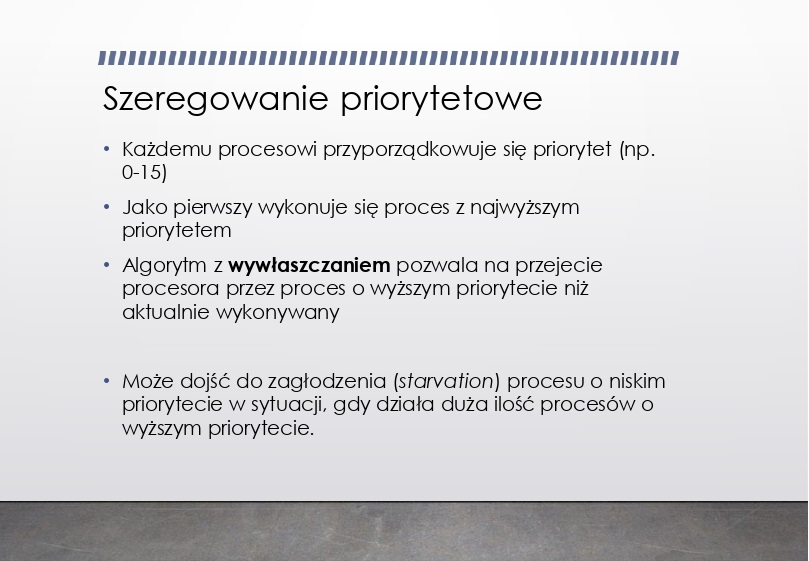 Szeregowanie priorytetowe
• Każdemu procesowi przyporządkowuje się priorytet (np.
0-15)
• Jako pierwszy wykonuje się proces z najwyższym
priorytetem
• Algorytm z wywłaszczaniem pozwala na przejecie
procesora przez proces o wyższym priorytecie niż
aktualnie wykonywany
• Może dojść do zagłodzenia (starvation) procesu o niskim
priorytecie w sytuacji, gdy działa duża ilość procesów o
wyższym priorytecie.